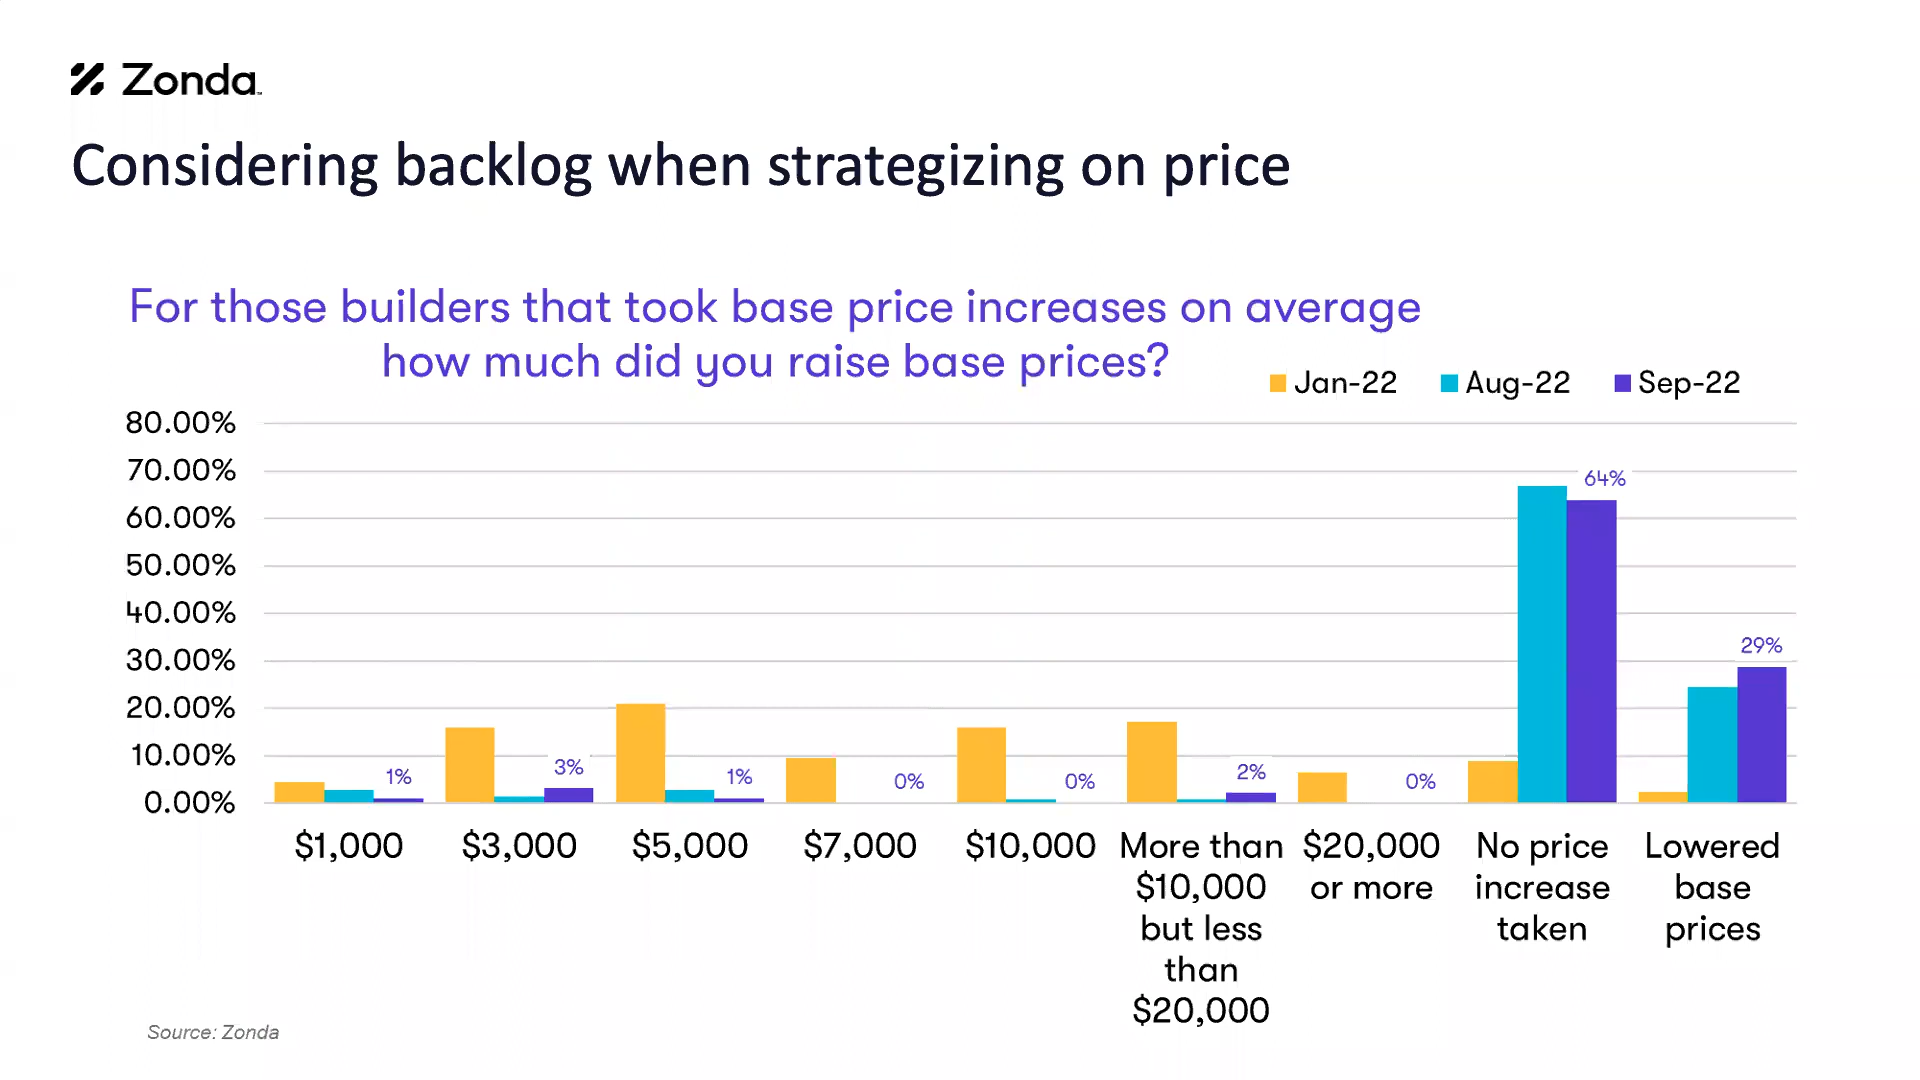 Zonda
Considering backlog when strategizing on price
For those builders that took base price increases on average
how much did you raise base prices?
Jan-22 Aug-22 Sep-22
80.00%
70.00%
60.00%
50.00%
40.00%
30.00%
20.00%
10.00%
0.00%
1% 3% 1% 0% 0% 2% 0% 64% 29%
$1,000
$3,000
$5,000
$7,000
$10,000
More than
$10,000
but less
than
$20,000
$20,000
or more
No price
increase
taken
Lowered
base
prices
Source: Zonda